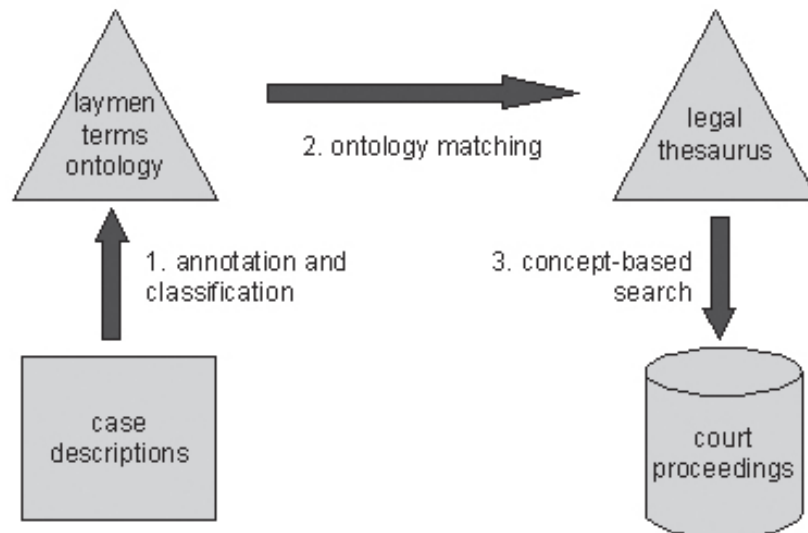 laymen
terms
ontology
2. ontology matching
legal
thesaurus
1. annotation and
classification
3. concept-based
search
case
descriptions
court
proceedings